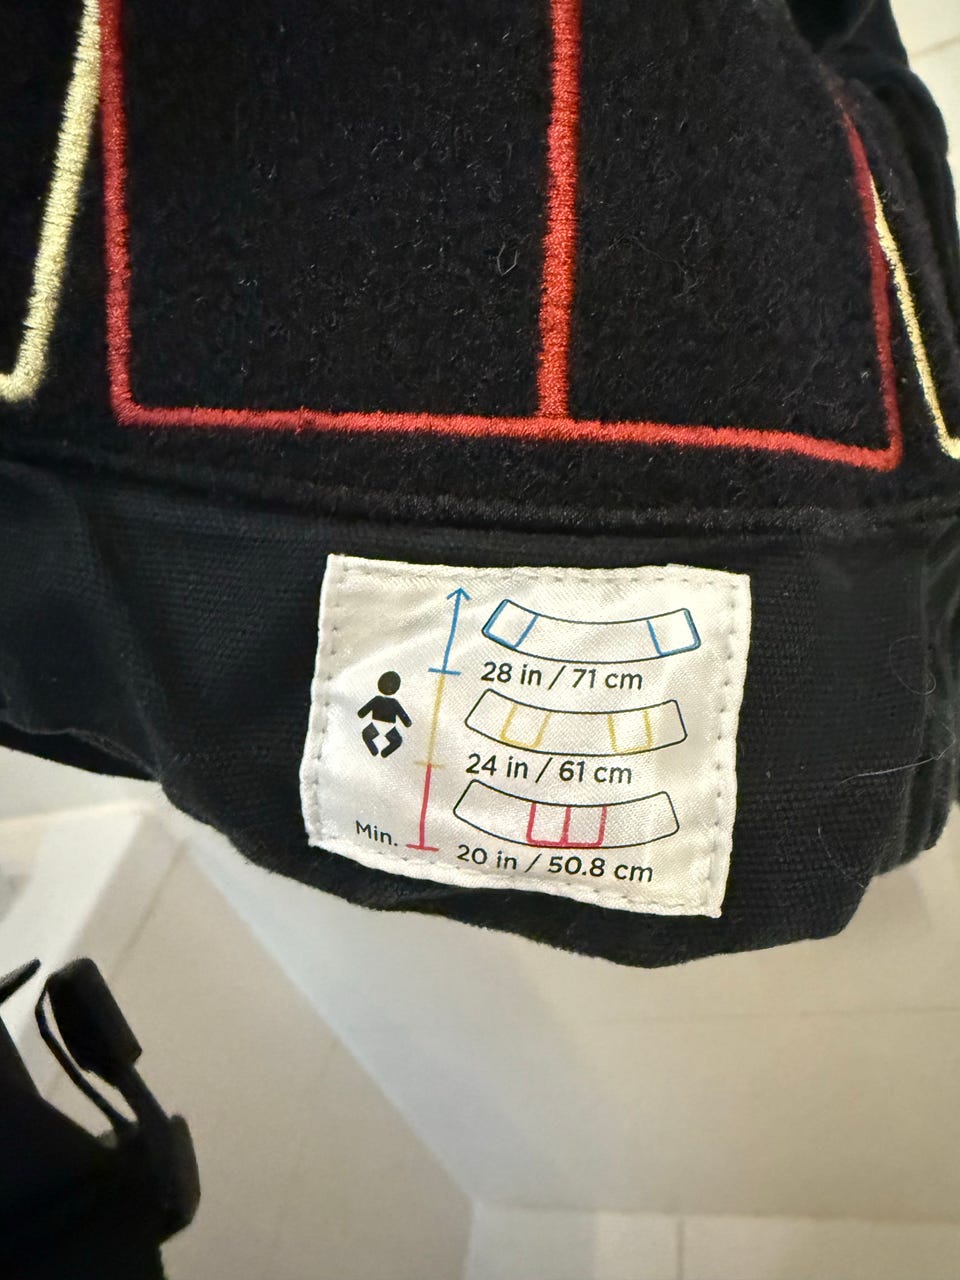 28 in / 71 cm
24 in / 61 cm
Min.
20 in / 50.8 cm